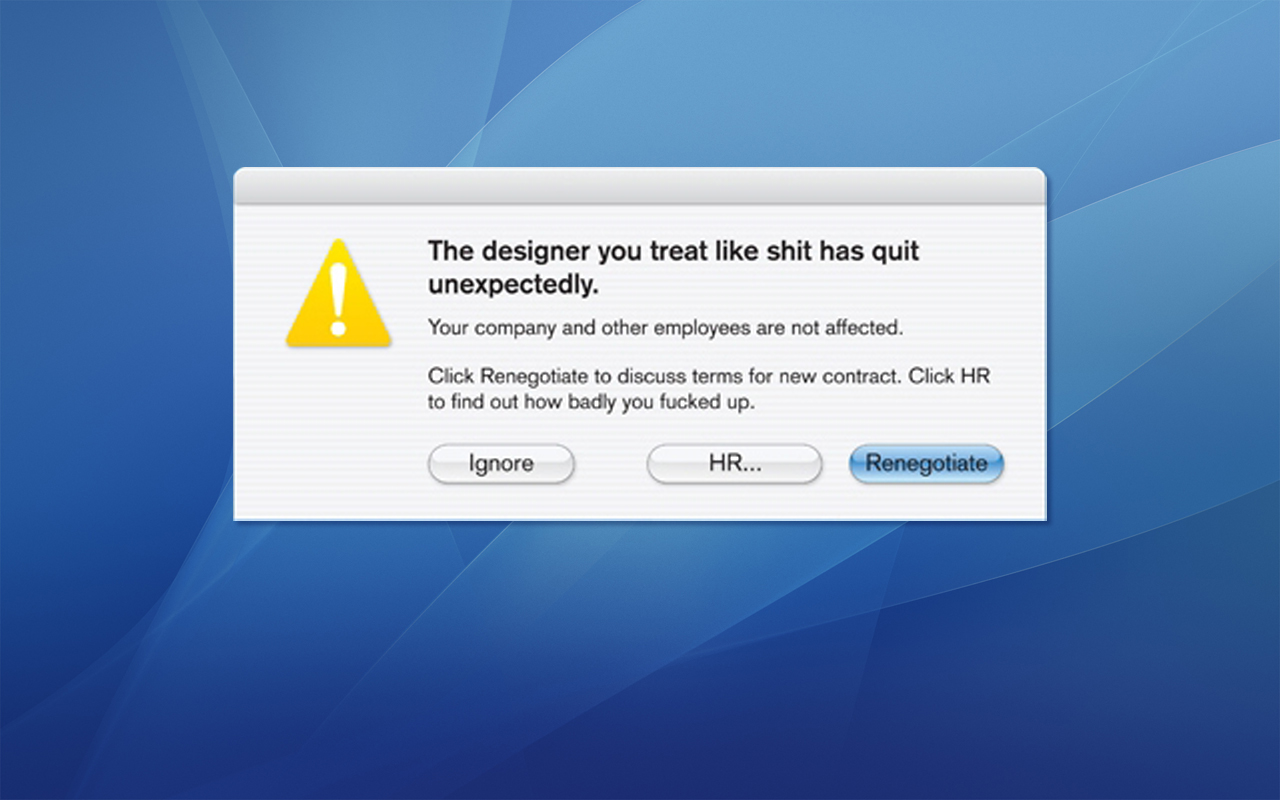 The designer you treat like shit has quit
unexpectedly.
Your company and other employees are not affected.
Click Renegotiate to discuss terms for new contract. Click HR
to find out how badly you fucked up.
Ignore
HR...
Renegotiate